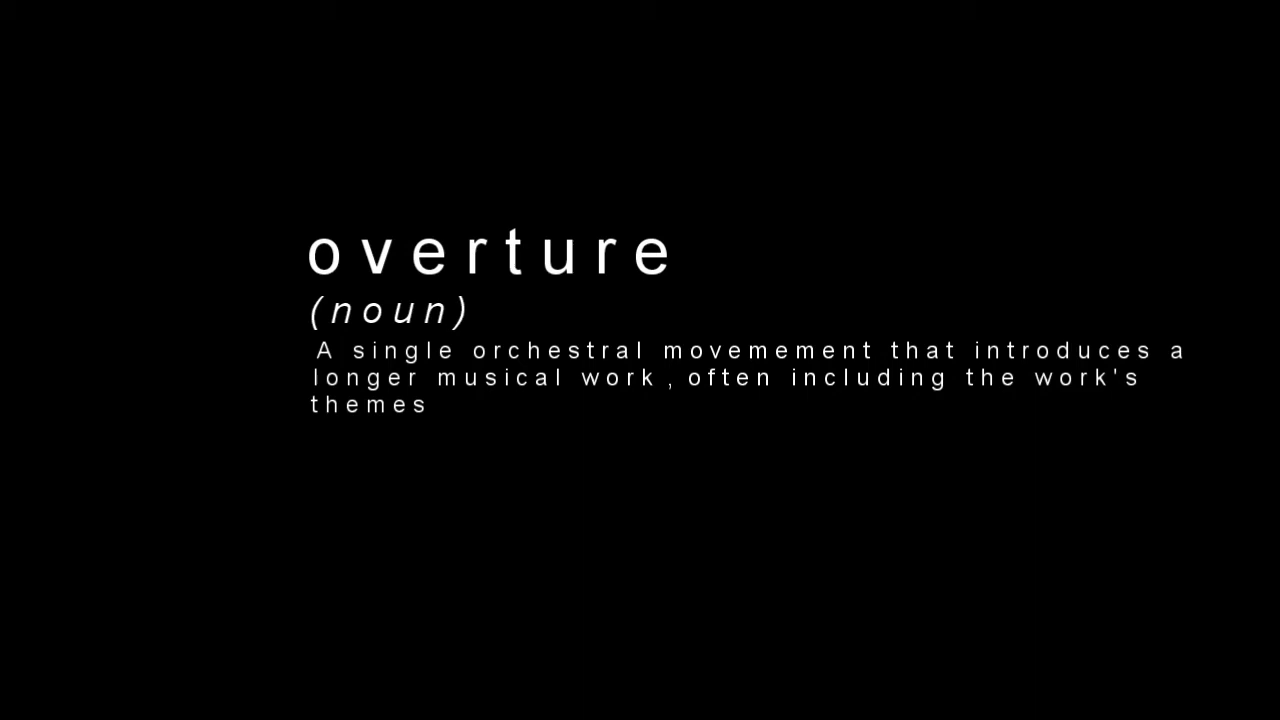 overture
(noun)
A single orchestral movemement that introduces a
longer musical work , often including the work's
themes